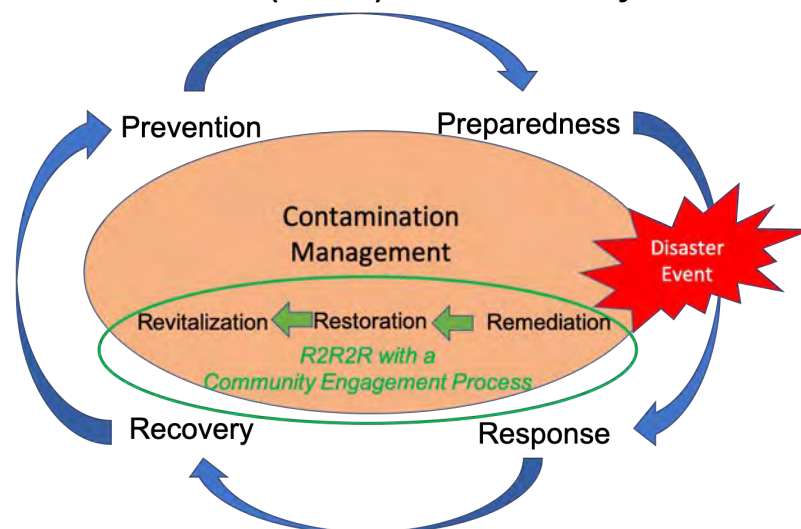 Prevention
Preparedness
Contamination
Management
Disaster
Event
Revitalization
Restoration
Remediation
R2R2R with a
Community Engagement Process
Recovery
Response